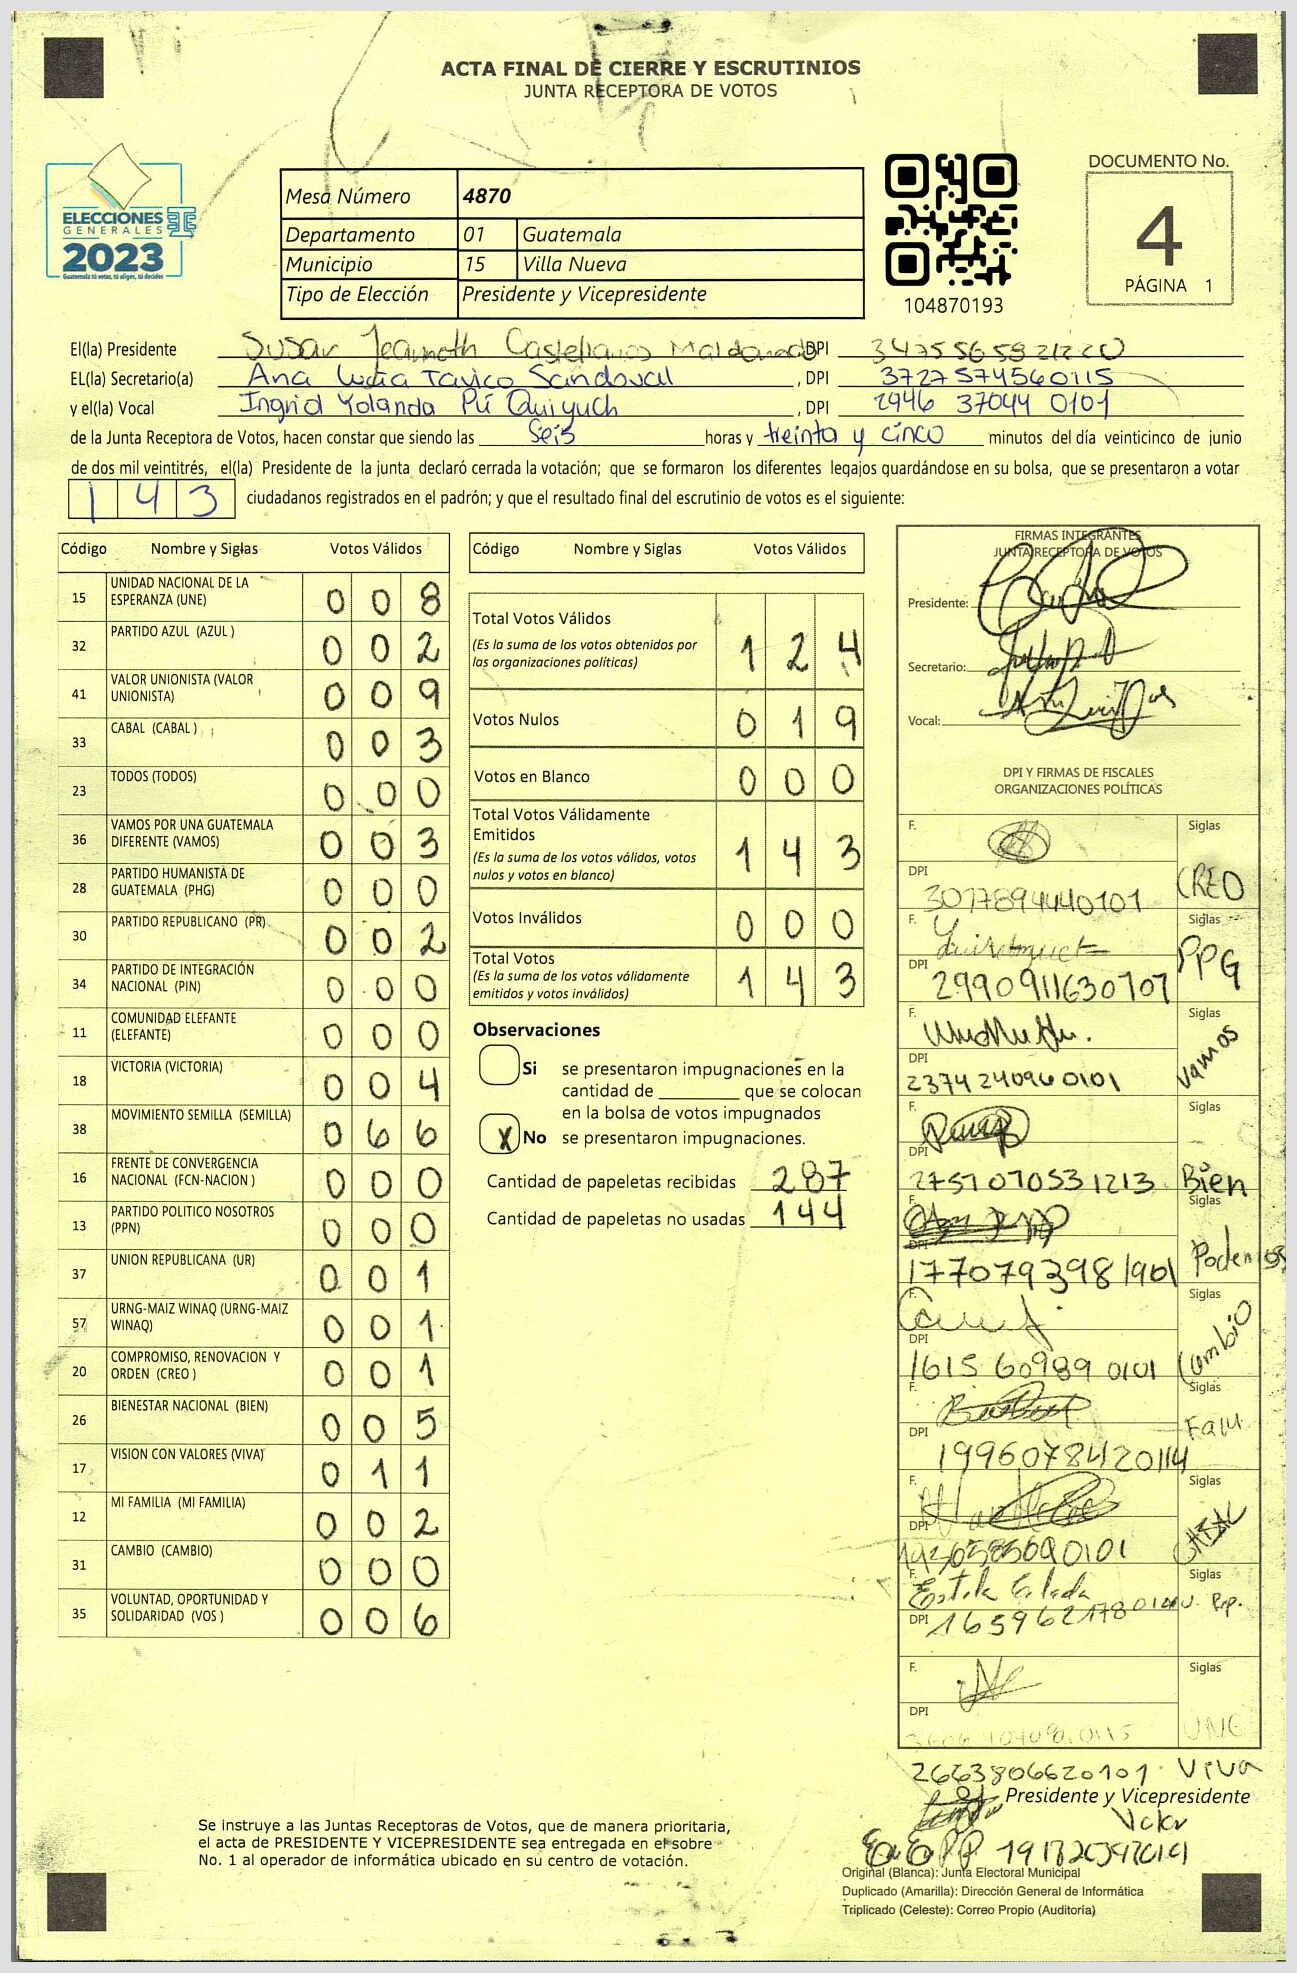 ACTA FINAL DE CIERRE Y ESCRUTINIOS
JUNTA RECEPTORA DE VOTOS
ELECCIONES
GENERALES
2023
Guatemala tú votas, tú eliges, tú decides
Mesa Número 4870
Departamento 01 Guatemala
Municipio 15 Villa Nueva
Tipo de Elección Presidente y Vicepresidente
104870193
DOCUMENTO No.
4
PÁGINA 1
El(la) Presidente Susan Jeanneth Castellanos Maldonado DPI
EL(la) Secretario(a) Ana Lucia Tavico Sandoval , DPI 3727574560115
y el(la) Vocal Ingrid Yolanda Pú Quiyuch , DPI 2946 37044 0101
de la Junta Receptora de Votos, hacen constar que siendo las Seis horas y treinta y cinco minutos del día veinticinco de junio
de dos mil veintitrés, el(la) Presidente de la junta declaró cerrada la votación; que se formaron los diferentes legajos guardándose en su bolsa, que se presentaron a votar
143 ciudadanos registrados en el padrón; y que el resultado final del escrutinio de votos es el siguiente:
Código Nombre y Siglas Votos Válidos
15 UNIDAD NACIONAL DE LA ESPERANZA (UNE) 0 0 8
32 PARTIDO AZUL (AZUL ) 0 0 2
41 VALOR UNIONISTA (VALOR UNIONISTA) 0 0 9
33 CABAL (CABAL ) 0 0 3
23 TODOS (TODOS) 0 0 0
36 VAMOS POR UNA GUATEMALA DIFERENTE (VAMOS) 0 0 3
28 PARTIDO HUMANISTA DE GUATEMALA (PHG) 0 0 0
30 PARTIDO REPUBLICANO (PR) 0 0 2
34 PARTIDO DE INTEGRACIÓN NACIONAL (PIN) 0 0 0
11 COMUNIDAD ELEFANTE (ELEFANTE) 0 0 0
18 VICTORIA (VICTORIA) 0 0 4
38 MOVIMIENTO SEMILLA (SEMILLA) 0 6 6
16 FRENTE DE CONVERGENCIA NACIONAL (FCN-NACION ) 0 0 0
13 PARTIDO POLITICO NOSOTROS (PPN) 0 0 0
37 UNION REPUBLICANA (UR) 0 0 1
57 URNG-MAIZ WINAQ (URNG-MAIZ WINAQ) 0 0 1
20 COMPROMISO, RENOVACION Y ORDEN (CREO ) 0 0 1
26 BIENESTAR NACIONAL (BIEN) 0 0 5
17 VISION CON VALORES (VIVA) 0 1 1
12 MI FAMILIA (MI FAMILIA) 0 0 2
31 CAMBIO (CAMBIO) 0 0 0
35 VOLUNTAD, OPORTUNIDAD Y SOLIDARIDAD (VOS ) 0 0 6
Código Nombre y Siglas Votos Válidos
Total Votos Válidos 1 2 4
(Es la suma de los votos obtenidos por
las organizaciones políticas)
Votos Nulos 0 1 9
Votos en Blanco 0 0 0
Total Votos Válidamente
Emitidos 1 4 3
(Es la suma de los votos válidos, votos
nulos y votos en blanco)
Votos Inválidos 0 0 0
Total Votos 1 4 3
(Es la suma de los votos válidamente
emitidos y votos inválidos)
Observaciones
Si se presentaron impugnaciones en la
cantidad de ________ que se colocan
en la bolsa de votos impugnados
X No se presentaron impugnaciones.
Cantidad de papeletas recibidas 287
Cantidad de papeletas no usadas 144
FIRMAS INTEGRANTES
JUNTA RECEPTORA DE VOTOS
Presidente:
Secretario:
Vocal:
DPI Y FIRMAS DE FISCALES
ORGANIZACIONES POLÍTICAS
F. Siglas
DPI 3017894440101 CREO
F. Siglas
DPI 2990911630707 PPG
F. Siglas
DPI 2374 24096 0101 Vamos
F. Siglas
DPI 2757070531213 Bien
F. Siglas
DPI 1770793981901 Podemos
F. Siglas
DPI 1615 60989 0101 Cambio
F. Siglas
DPI 1996078420114 Fam.
F. Siglas
DPI CABAL
F. Estela Siglas
DPI U. Rep.
F. Siglas
DPI UNE
2663806620101 VIVA
Presidente y Vicepresidente
Valor
Se instruye a las Juntas Receptoras de Votos, que de manera prioritaria,
el acta de PRESIDENTE Y VICEPRESIDENTE sea entregada en el sobre
No. 1 al operador de informática ubicado en su centro de votación.
Original (Blanca): Junta Electoral Municipal
Duplicado (Amarilla): Dirección General de Informática
Triplicado (Celeste): Correo Propio (Auditoría)